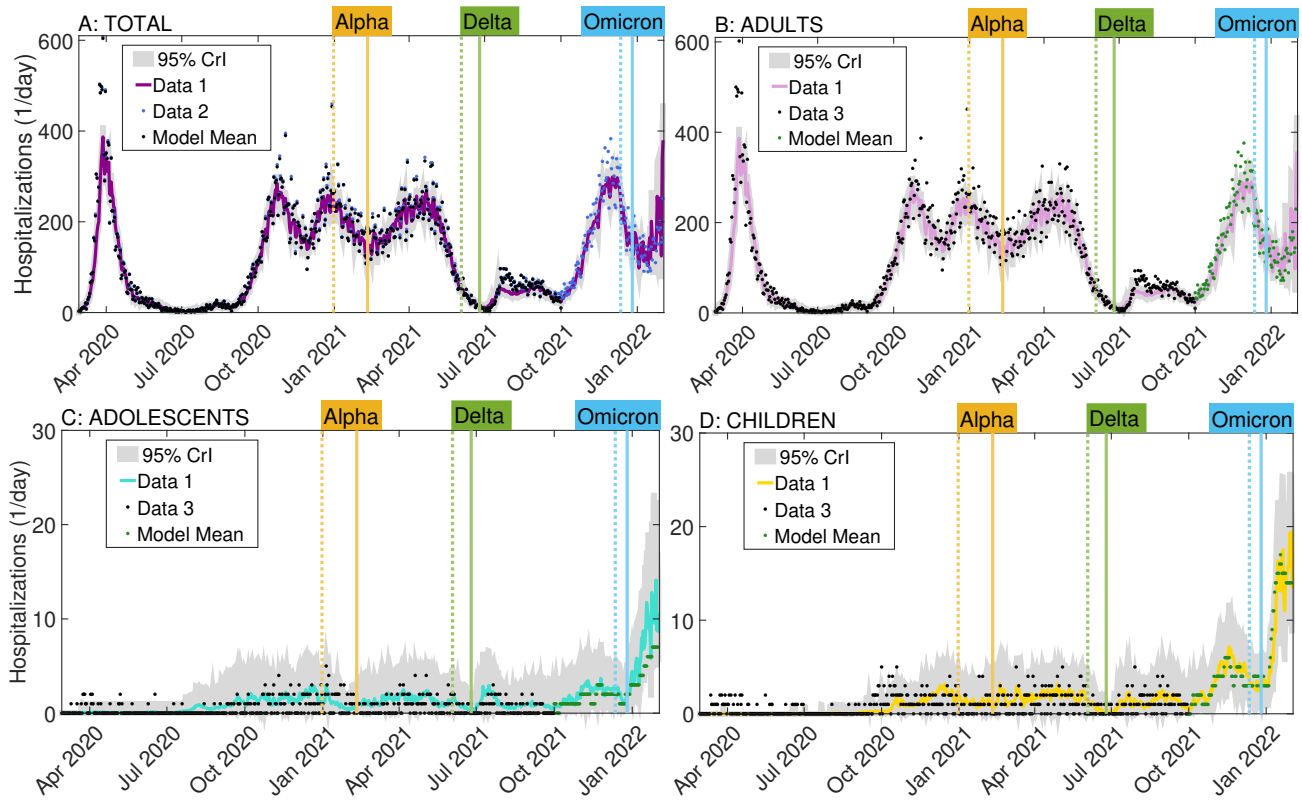 A: TOTAL
Alpha
Delta
Omicron
600
400
200
0
Hospitalizations (1/day)
95% CrI
Data 1
Data 2
Model Mean
Apr 2020
Jul 2020
Oct 2020
Jan 2021
Apr 2021
Jul 2021
Oct 2021
Jan 2022
B: ADULTS
Alpha
Delta
Omicron
600
400
200
0
95% CrI
Data 1
Data 3
Model Mean
Apr 2020
Jul 2020
Oct 2020
Jan 2021
Apr 2021
Jul 2021
Oct 2021
Jan 2022
C: ADOLESCENTS
Alpha
Delta
Omicron
30
20
10
0
Hospitalizations (1/day)
95% CrI
Data 1
Data 3
Model Mean
Apr 2020
Jul 2020
Oct 2020
Jan 2021
Apr 2021
Jul 2021
Oct 2021
Jan 2022
D: CHILDREN
Alpha
Delta
Omicron
30
20
10
0
95% CrI
Data 1
Data 3
Model Mean
Apr 2020
Jul 2020
Oct 2020
Jan 2021
Apr 2021
Jul 2021
Oct 2021
Jan 2022